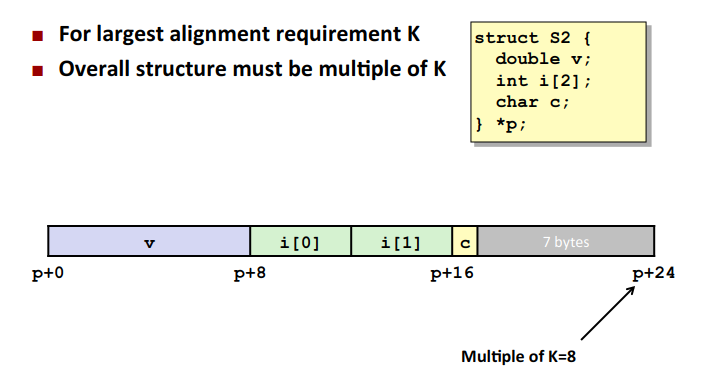 For largest alignment requirement K
Overall structure must be multiple of K
struct S2 {
  double v;
  int i[2];
  char c;
} *p;
v i[0] i[1] c 7 bytes
p+0 p+8 p+16 p+24
Multiple of K=8